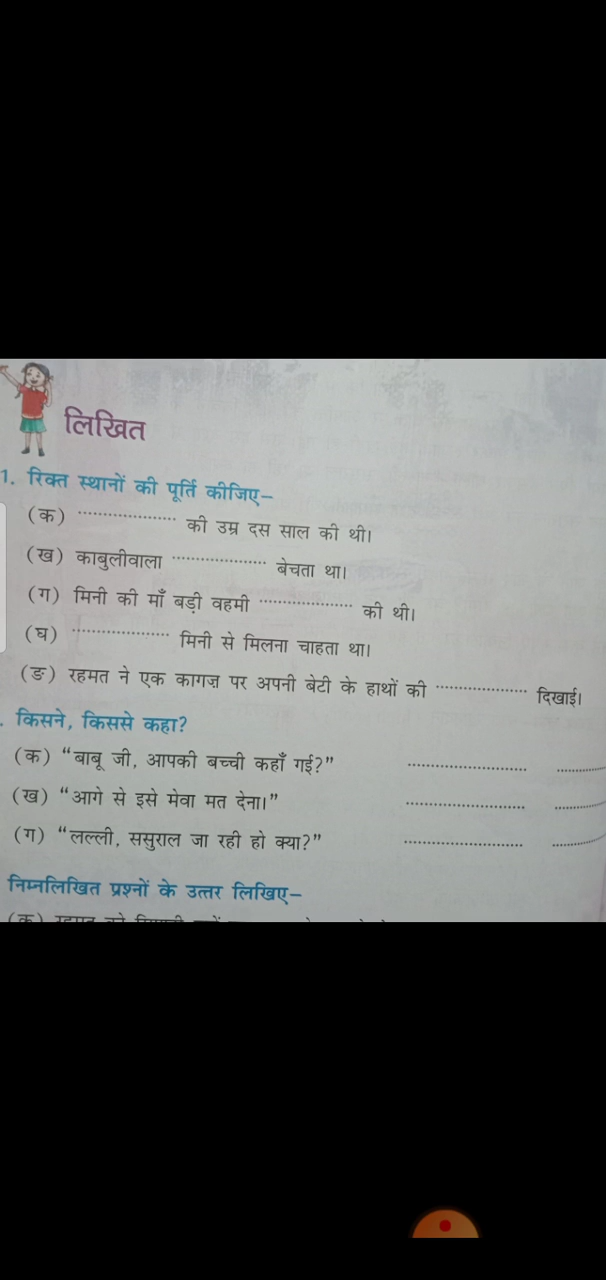 लिखित
1. रिक्त स्थानों की पूर्ति कीजिए–
(क) ................... की उम्र दस साल की थी।
(ख) काबुलीवाला ................... बेचता था।
(ग) मिनी की माँ बड़ी वहमी ................... की थी।
(घ) ................... मिनी से मिलना चाहता था।
(ङ) रहमत ने एक कागज़ पर अपनी बेटी के हाथों की ................... दिखाई।
. किसने, किससे कहा?
(क) “बाबू जी, आपकी बच्ची कहाँ गई?” ........................ ..........
(ख) “आगे से इसे मेवा मत देना।” ........................ ..........
(ग) “लल्ली, ससुराल जा रही हो क्या?” ........................ ..........
निम्नलिखित प्रश्नों के उत्तर लिखिए–
(क) रहमत को